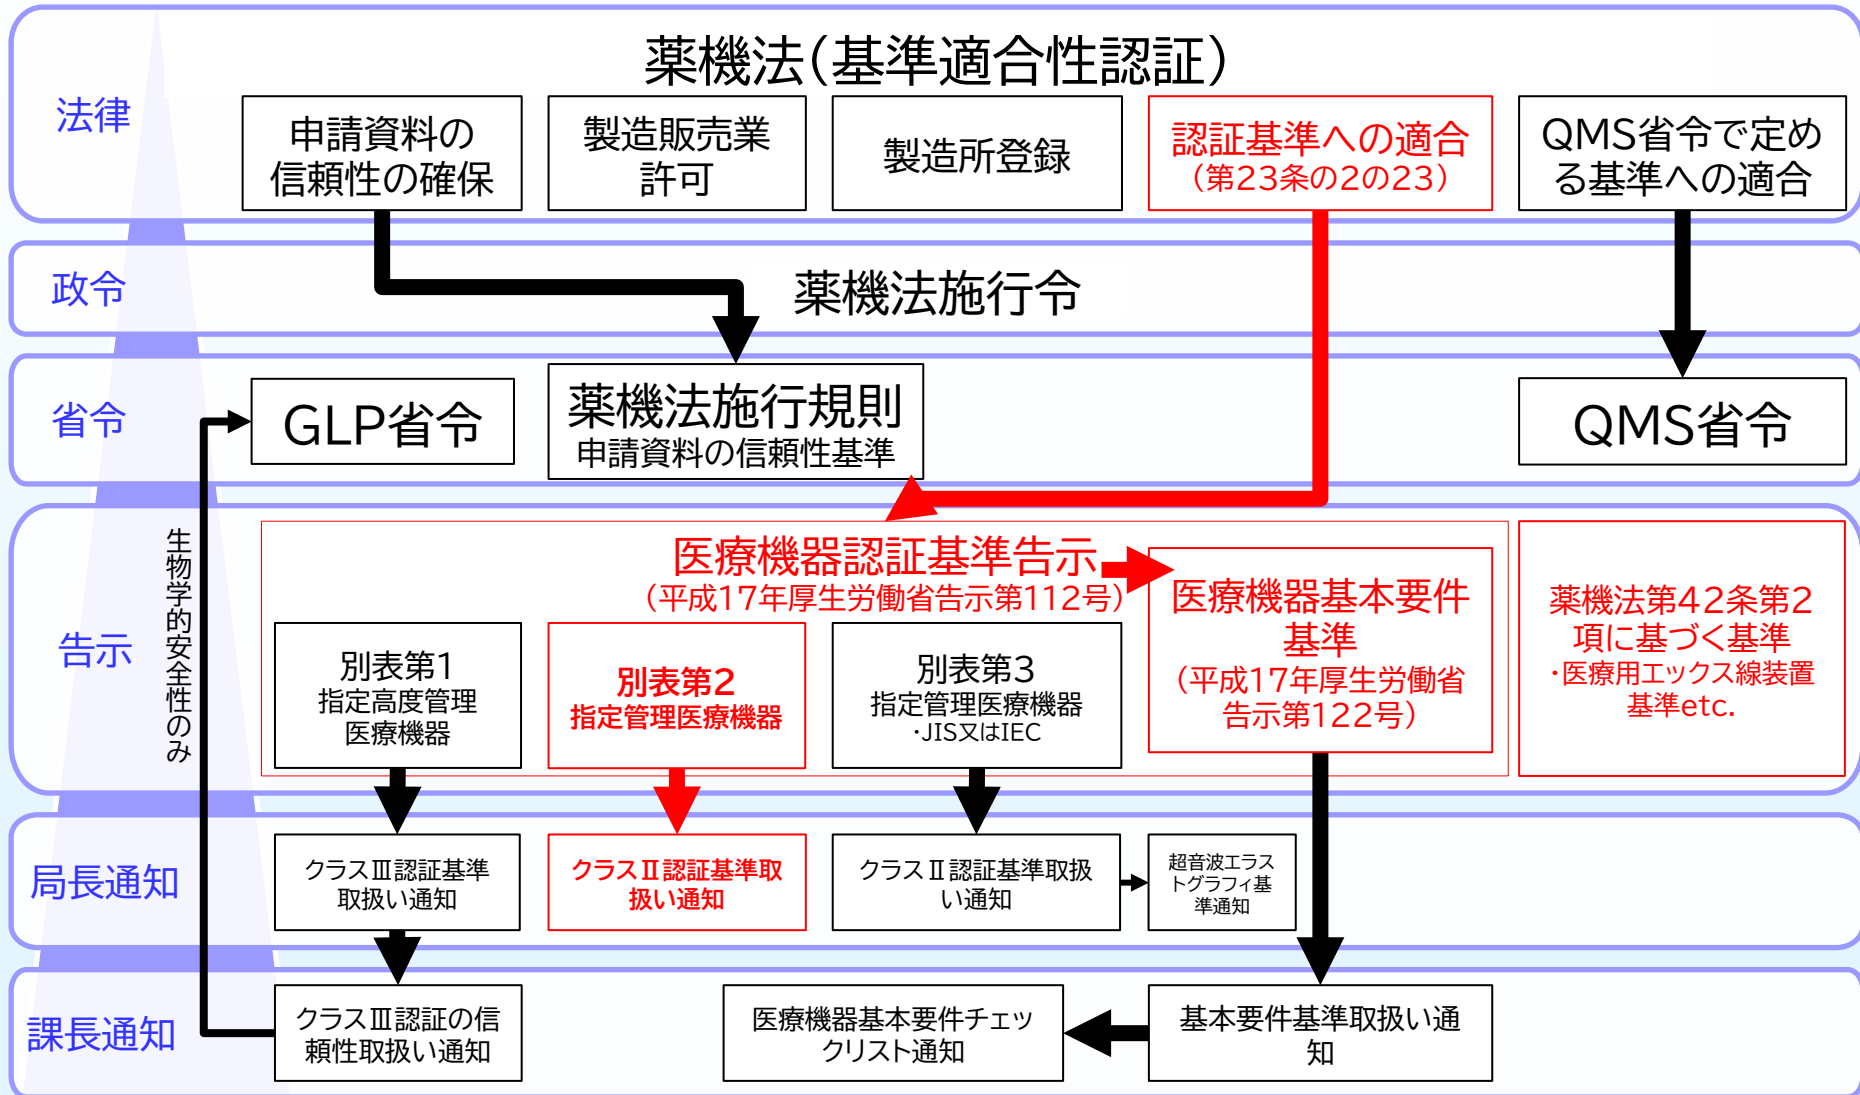 薬機法(基準適合性認証)
法律
申請資料の
信頼性の確保
製造販売業
許可
製造所登録
認証基準への適合
(第23条の2の23)
QMS省令で定め
る基準への適合
政令
薬機法施行令
省令
GLP省令
薬機法施行規則
申請資料の信頼性基準
QMS省令
告示
生物学的安全性のみ
医療機器認証基準告示
(平成17年厚生労働省告示第112号)
別表第1
指定高度管理
医療機器
別表第2
指定管理医療機器
別表第3
指定管理医療機器
・JIS又はIEC
医療機器基本要件
基準
(平成17年厚生労働省
告示第122号)
薬機法第42条第2
項に基づく基準
・医療用エックス線装置
基準etc.
局長通知
クラスⅢ認証基準
取扱い通知
クラスⅡ認証基準取
扱い通知
クラスⅡ認証基準取扱
い通知
超音波エラス
トグラフィ基
準通知
課長通知
クラスⅢ認証の信
頼性取扱い通知
医療機器基本要件チェッ
クリスト通知
基本要件基準取扱い通
知